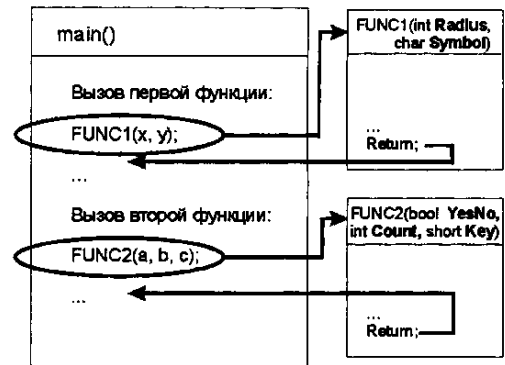 main()
Вызов первой функции:
FUNC1(x, y);
...
Вызов второй функции:
FUNC2(a, b, c);
...
FUNC1(int Radius,
char Symbol)
...
Return;
FUNC2(bool YesNo,
int Count, short Key)
...
Return;